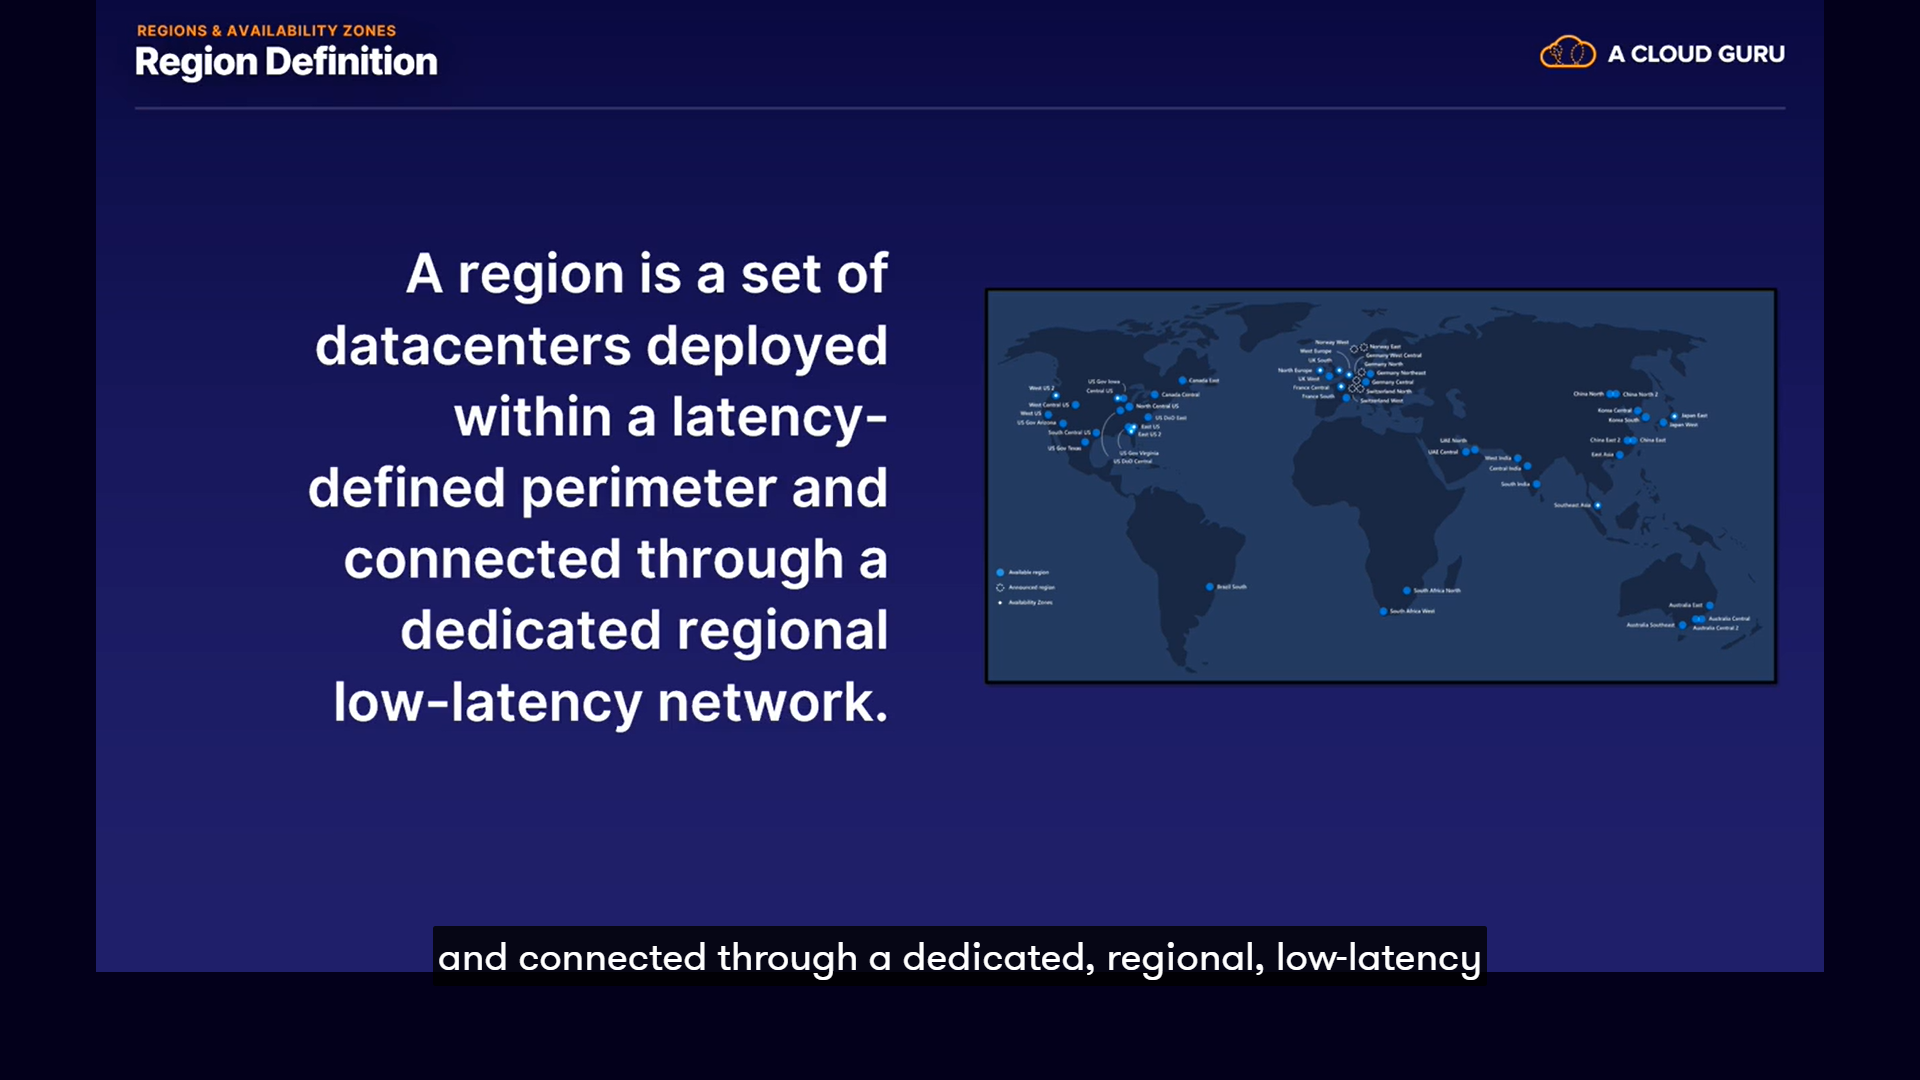 REGIONS & AVAILABILITY ZONES
Region Definition
A CLOUD GURU
A region is a set of
datacenters deployed
within a latency-
defined perimeter and
connected through a
dedicated regional
low-latency network.
Norway West
Norway East
West Europe
Germany West Central
UK South
Germany North
North Europe
Germany Northeast
UK West
Germany Central
France Central
Switzerland North
France South
Switzerland West
US Gov Iowa
Canada East
West US 2
Central US
Canada Central
West Central US
North Central US
West US
US DoD East
US Gov Arizona
East US
South Central US
East US 2
US Gov Texas
US Gov Virginia
US DoD Central
China North
China North 2
Korea Central
Japan East
Korea South
Japan West
UAE North
China East 2
China East
UAE Central
West India
East Asia
Central India
South India
Southeast Asia
Available region
Announced region
Availability Zones
Brazil South
South Africa North
South Africa West
Australia East
Australia Central
Australia Southeast
Australia Central 2
and connected through a dedicated, regional, low-latency